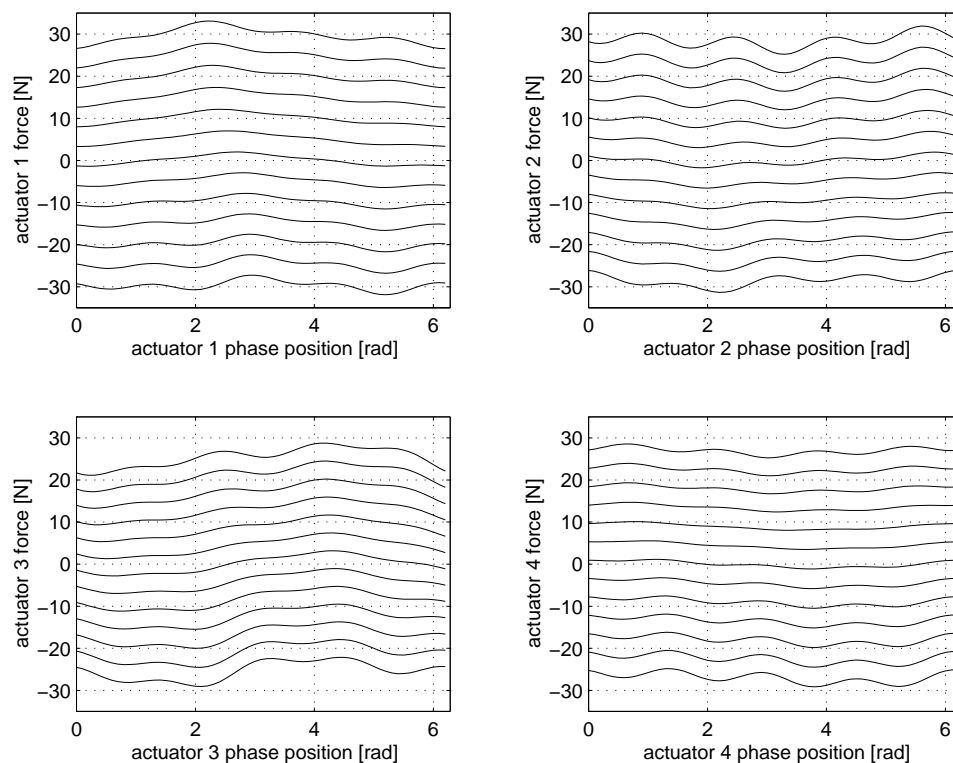 actuator 1 force [N]
30
20
10
0
−10
−20
−30
0 2 4 6
actuator 1 phase position [rad]
actuator 2 force [N]
30
20
10
0
−10
−20
−30
0 2 4 6
actuator 2 phase position [rad]
actuator 3 force [N]
30
20
10
0
−10
−20
−30
0 2 4 6
actuator 3 phase position [rad]
actuator 4 force [N]
30
20
10
0
−10
−20
−30
0 2 4 6
actuator 4 phase position [rad]